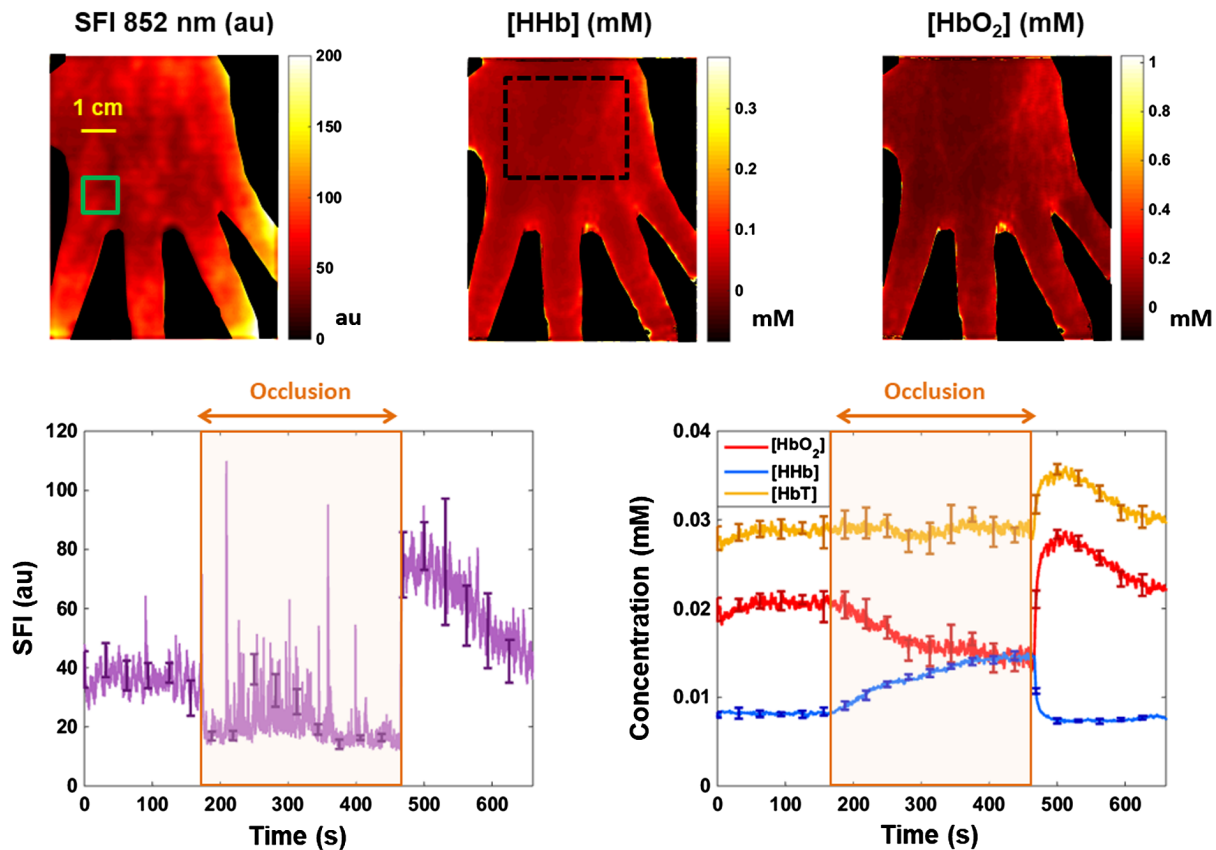 SFI 852 nm (au)
[HHb] (mM)
[HbO2] (mM)
1 cm
200
150
100
50
0
au
0.3
0.2
0.1
0
mM
1
0.8
0.6
0.4
0.2
0
mM
Occlusion
SFI (au)
120
100
80
60
40
20
0
0 100 200 300 400 500 600
Time (s)
Occlusion
[HbO2]
[HHb]
[HbT]
Concentration (mM)
0.04
0.03
0.02
0.01
0
0 100 200 300 400 500 600
Time (s)